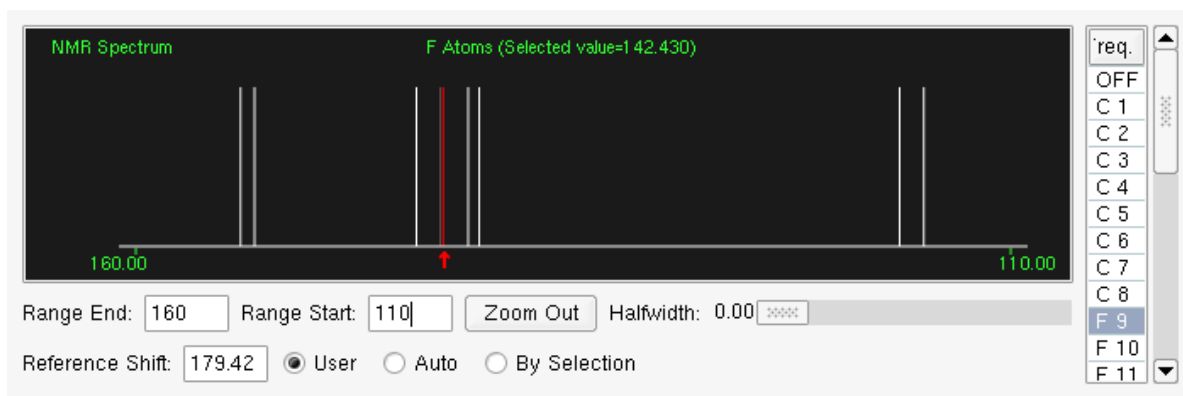 NMR Spectrum F Atoms (Selected value=142.430)
160.00 110.00
Range End: 160 Range Start: 110 Zoom Out Halfwidth: 0.00
Reference Shift: 179.42 User Auto By Selection
req.
OFF
C 1
C 2
C 3
C 4
C 5
C 6
C 7
C 8
F 9
F 10
F 11